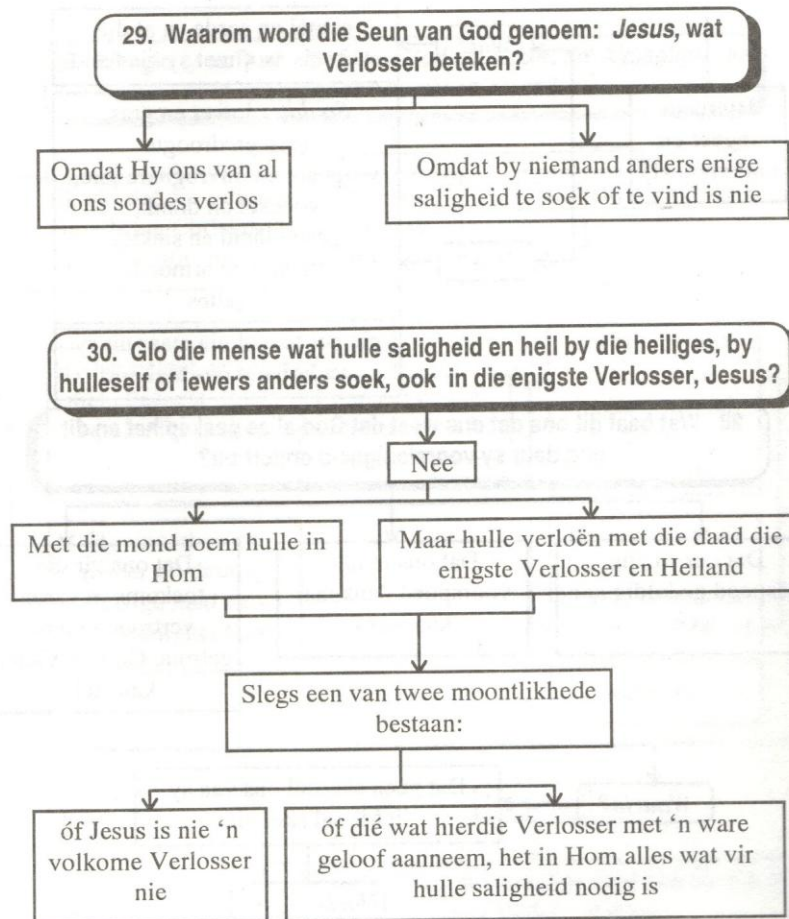 29. Waarom word die Seun van God genoem: Jesus, wat
Verlosser beteken?
Omdat Hy ons van al
ons sondes verlos
Omdat by niemand anders enige
saligheid te soek of te vind is nie
30. Glo die mense wat hulle saligheid en heil by die heiliges, by
hulleself of iewers anders soek, ook in die enigste Verlosser, Jesus?
Nee
Met die mond roem hulle in
Hom
Maar hulle verloën met die daad die
enigste Verlosser en Heiland
Slegs een van twee moontlikhede
bestaan:
óf Jesus is nie ‘n
volkome Verlosser
nie
óf dié wat hierdie Verlosser met ‘n ware
geloof aanneem, het in Hom alles wat vir
hulle saligheid nodig is